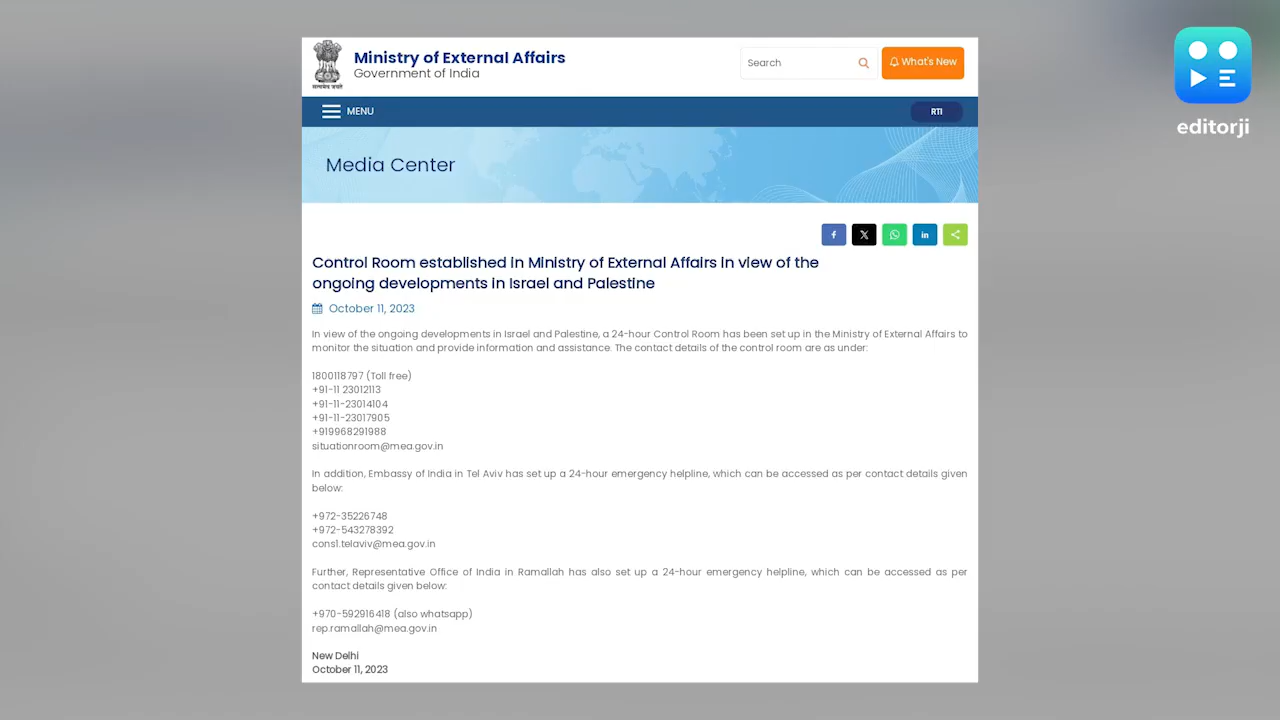 Ministry of External Affairs
Government of India
सत्यमेव जयते
Search
What's New
editorji
MENU
RTI
Media Center
Control Room established in Ministry of External Affairs in view of the
ongoing developments in Israel and Palestine
October 11, 2023
In view of the ongoing developments in Israel and Palestine, a 24-hour Control Room has been set up in the Ministry of External Affairs to
monitor the situation and provide information and assistance. The contact details of the control room are as under:
1800118797 (Toll free)
+91-11 23012113
+91-11-23014104
+91-11-23017905
+919968291988
situationroom@mea.gov.in
In addition, Embassy of India in Tel Aviv has set up a 24-hour emergency helpline, which can be accessed as per contact details given
below:
+972-35226748
+972-543278392
cons1.telaviv@mea.gov.in
Further, Representative Office of India in Ramallah has also set up a 24-hour emergency helpline, which can be accessed as per
contact details given below:
+970-592916418 (also whatsapp)
rep.ramallah@mea.gov.in
New Delhi
October 11, 2023